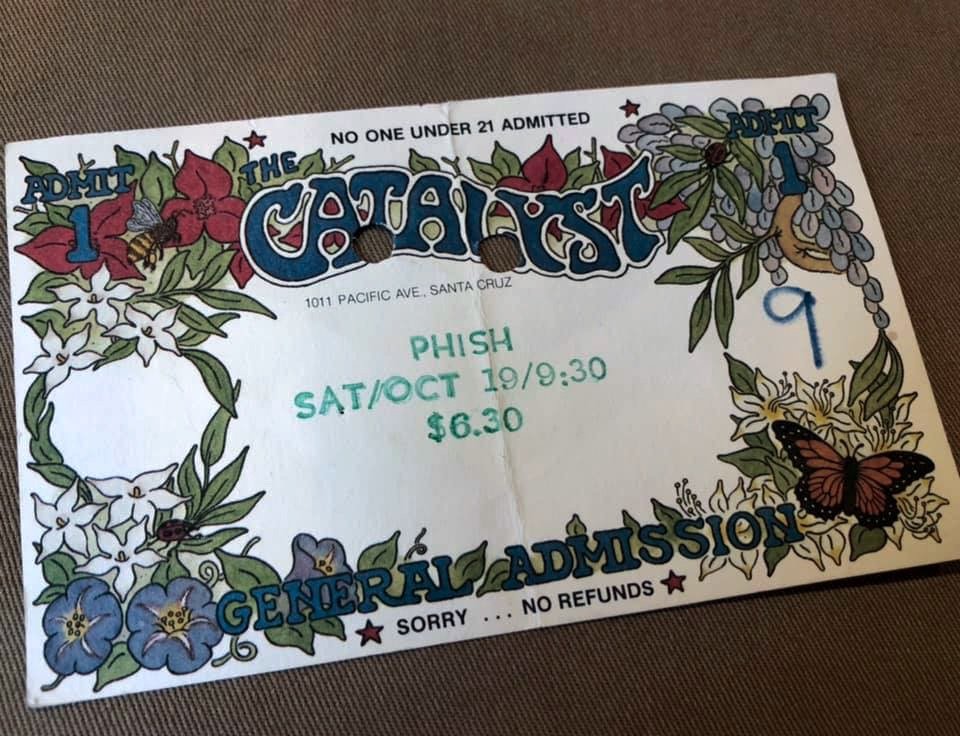 NO ONE UNDER 21 ADMITTED
ADMIT
1
THE
CATALYST
ADMIT
1
1011 PACIFIC AVE., SANTA CRUZ
9
PHISH
SAT/OCT 19/9:30
$6.30
GENERAL ADMISSION
SORRY ... NO REFUNDS